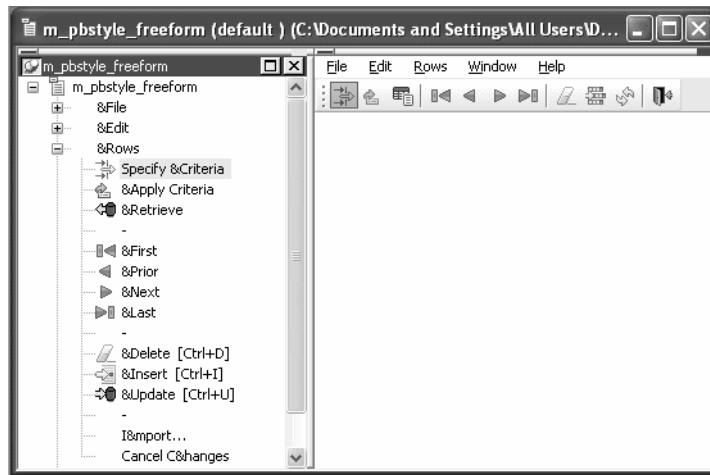 m_pbstyle_freeform (default ) (C:\Documents and Settings\All Users\D...
m_pbstyle_freeform
File Edit Rows Window Help
m_pbstyle_freeform
&File
&Edit
&Rows
Specify &Criteria
&Apply Criteria
&Retrieve
-
&First
&Prior
&Next
&Last
-
&Delete [Ctrl+D]
&Insert [Ctrl+I]
&Update [Ctrl+U]
-
I&mport...
Cancel C&hanges